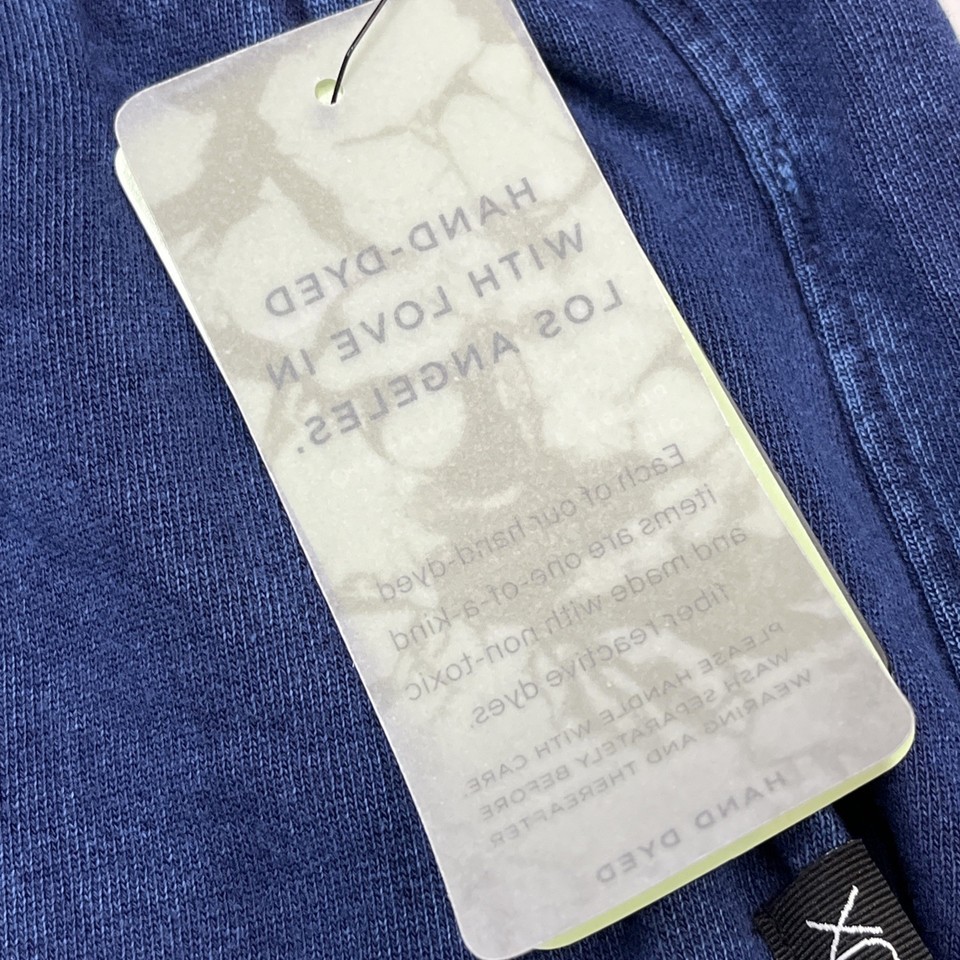 HAND-DYED
WITH LOVE IN
LOS ANGELES.
Each of our hand-dyed
items are one-of-a-kind
and made with non-toxic
fiber reactive dyes.
PLEASE HANDLE WITH CARE.
WASH SEPARATELY BEFORE
WEARING AND THEREAFTER
HAND DYED